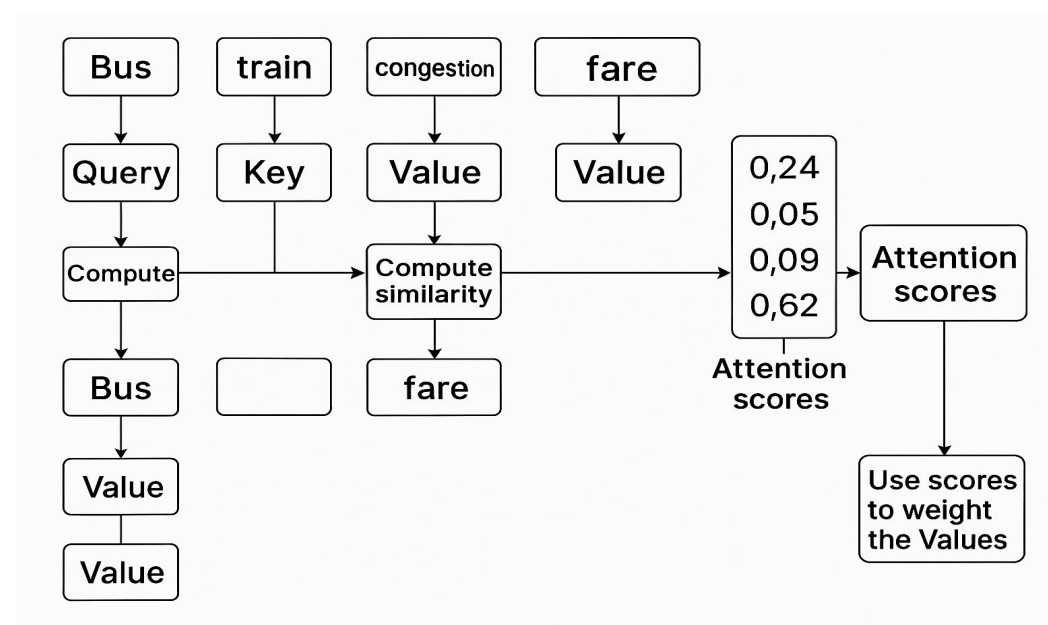 Bus
train
congestion
fare
Query
Key
Value
Value
Compute
Compute
similarity
0,24
0,05
0,09
0,62
Attention
scores
Attention
scores
Bus
fare
Value
Value
Use scores
to weight
the Values